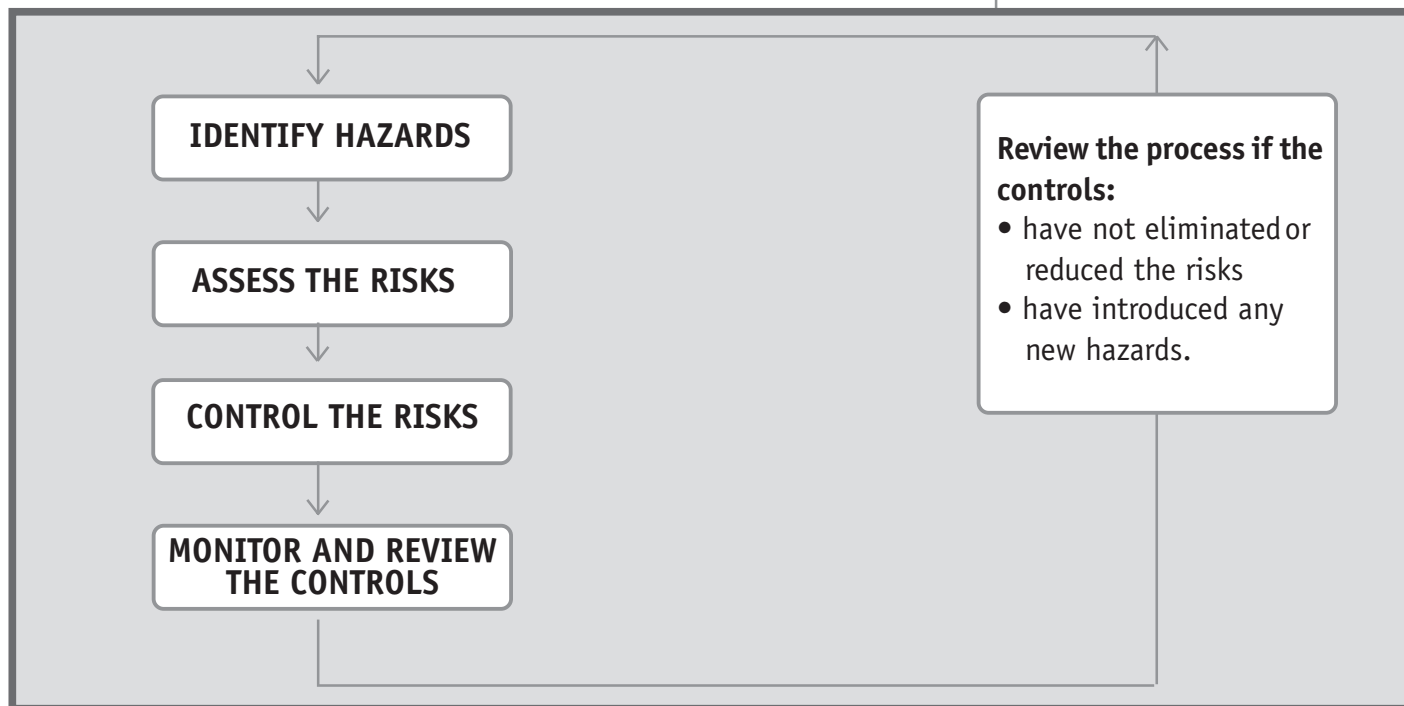 IDENTIFY HAZARDS
ASSESS THE RISKS
CONTROL THE RISKS
MONITOR AND REVIEW
THE CONTROLS
Review the process if the
controls:
• have not eliminated or
reduced the risks
• have introduced any
new hazards.